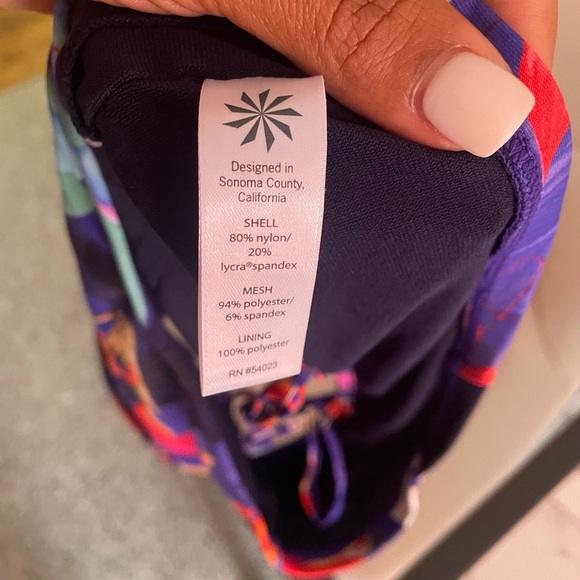 Designed in
Sonoma County,
California
SHELL
80% nylon/
20%
lycra®spandex
MESH
94% polyester/
6% spandex
LINING
100% polyester
RN #54023